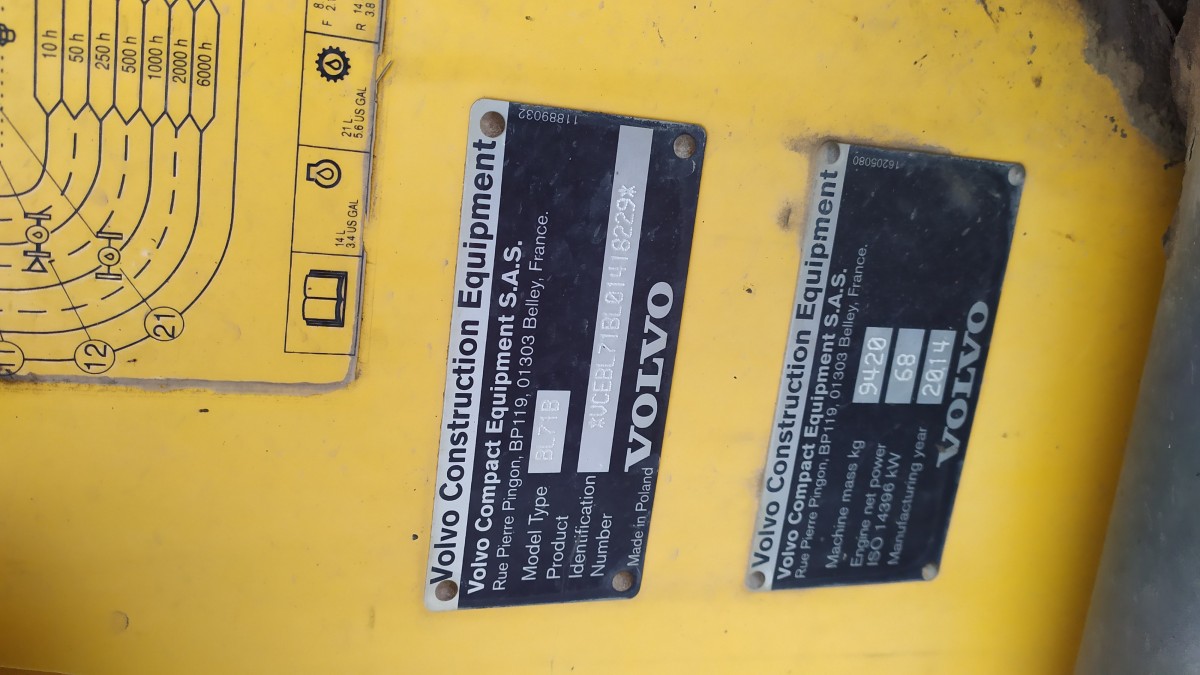 10 h
50 h
250 h
500 h
1000 h
2000 h
6000 h
12
21
21 L
5.6 US GAL
14 L
3.4 US GAL
11889032
Volvo Construction Equipment
Volvo Compact Equipment S.A.S.
Rue Pierre Pingon, BP119, 01303 Belley, France.
Model Type BL71B
Product
Identification
Number *VCEBL71BL01418229*
Made in Poland VOLVO
16205080
Volvo Construction Equipment
Volvo Compact Equipment S.A.S.
Rue Pierre Pingon, BP119, 01303 Belley, France.
Machine mass kg 9420
Engine net power
ISO 14396 kW 68
Manufacturing year 2014
VOLVO